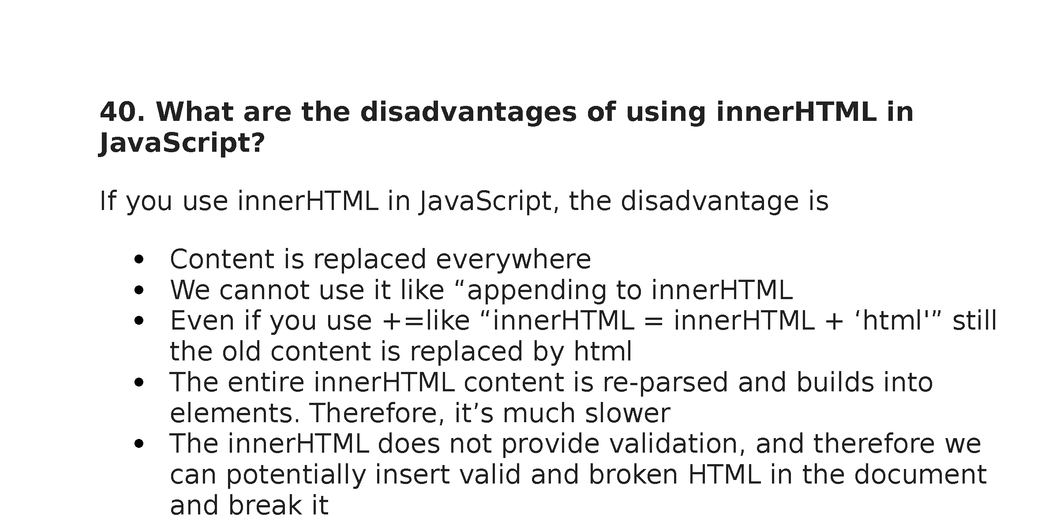 40. What are the disadvantages of using innerHTML in
JavaScript?
If you use innerHTML in JavaScript, the disadvantage is
• Content is replaced everywhere
• We cannot use it like “appending to innerHTML
• Even if you use +=like “innerHTML = innerHTML + ‘html'” still
the old content is replaced by html
• The entire innerHTML content is re-parsed and builds into
elements. Therefore, it’s much slower
• The innerHTML does not provide validation, and therefore we
can potentially insert valid and broken HTML in the document
and break it